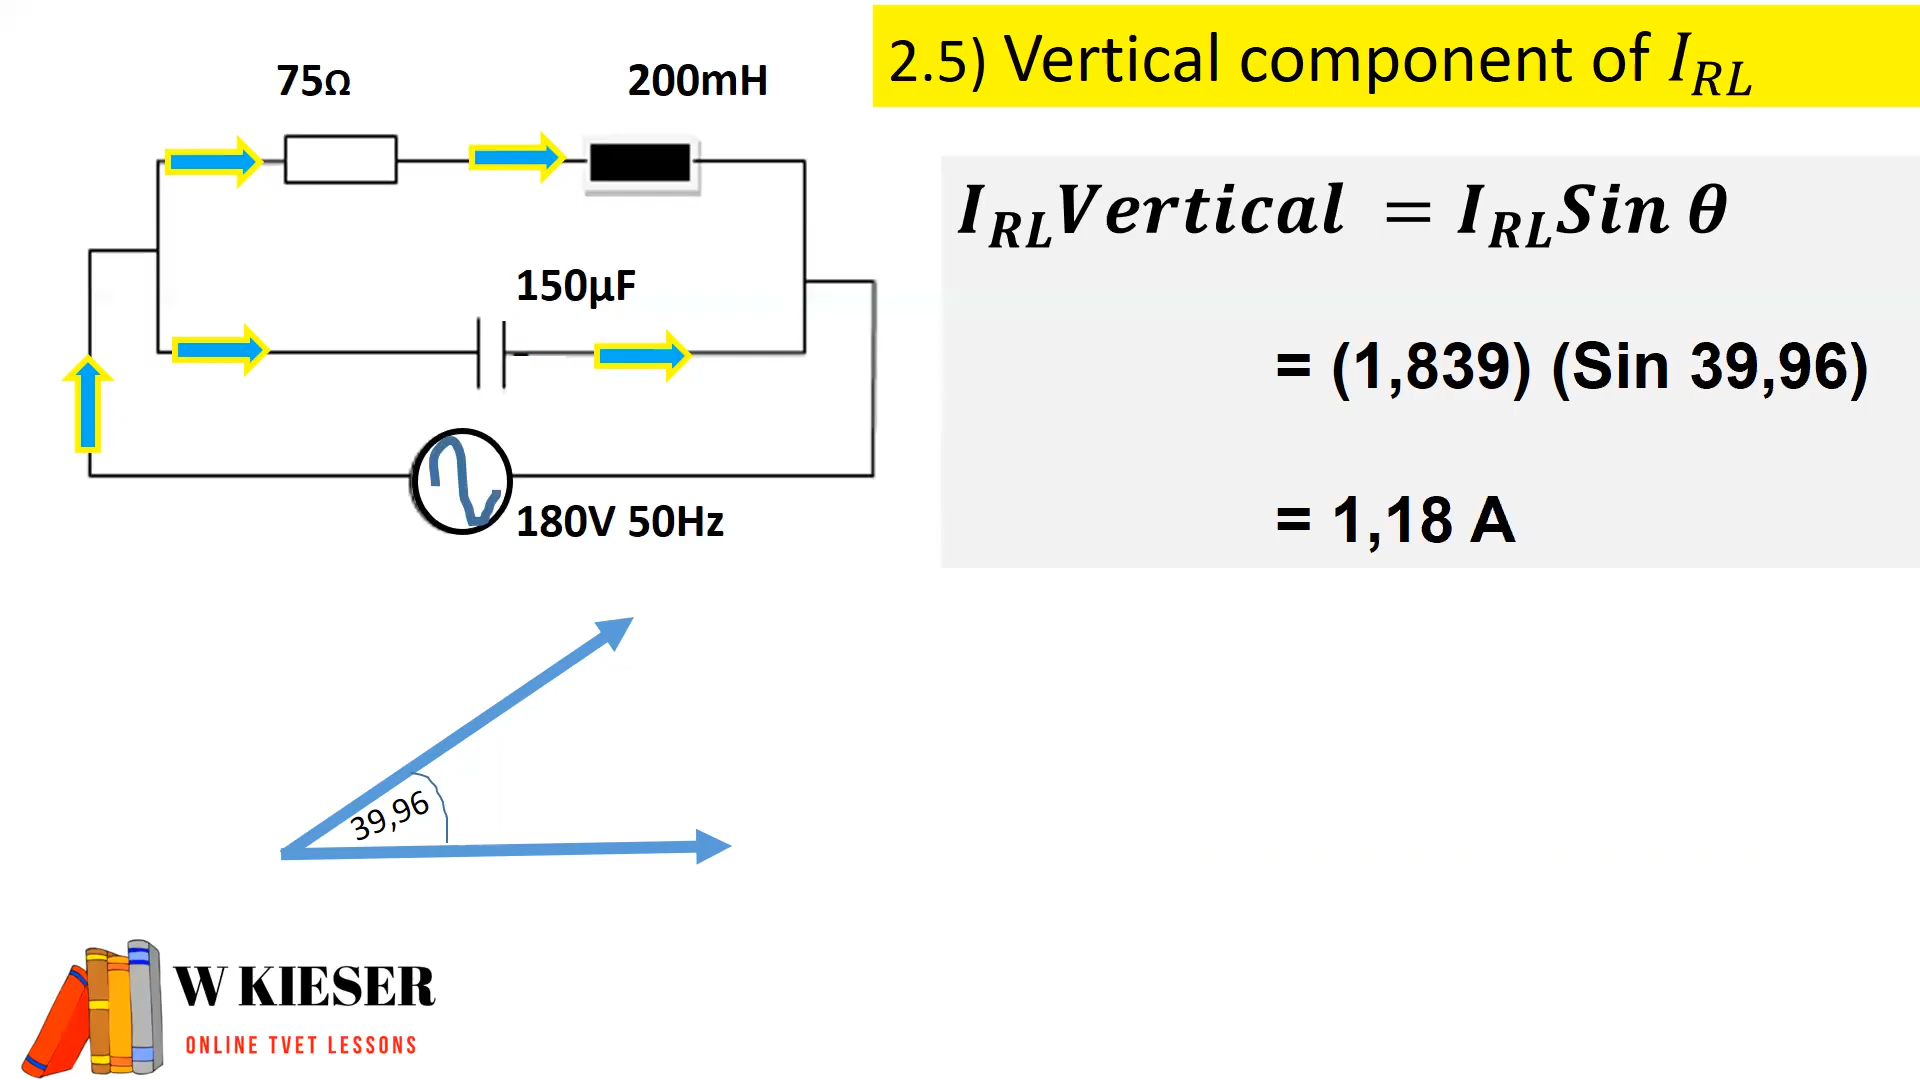 75Ω
200mH
150µF
180V 50Hz
2.5) Vertical component of I_RL
I_RL Vertical = I_RL Sin θ
= (1,839) (Sin 39,96)
= 1,18 A
39,96
W KIESER
ONLINE TVET LESSONS